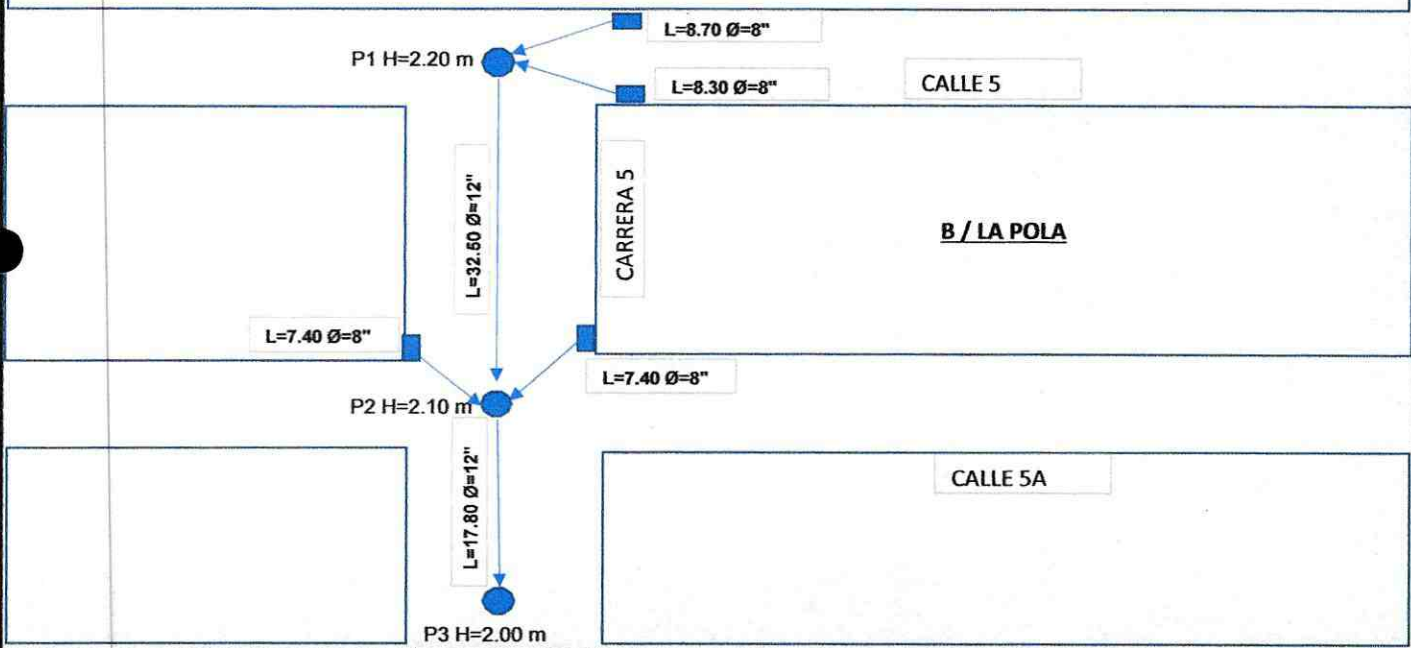 L=8.70 Ø=8"
P1 H=2.20 m
L=8.30 Ø=8"
CALLE 5
L=32.50 Ø=12"
CARRERA 5
B / LA POLA
L=7.40 Ø=8"
L=7.40 Ø=8"
P2 H=2.10 m
L=17.80 Ø=12"
CALLE 5A
P3 H=2.00 m